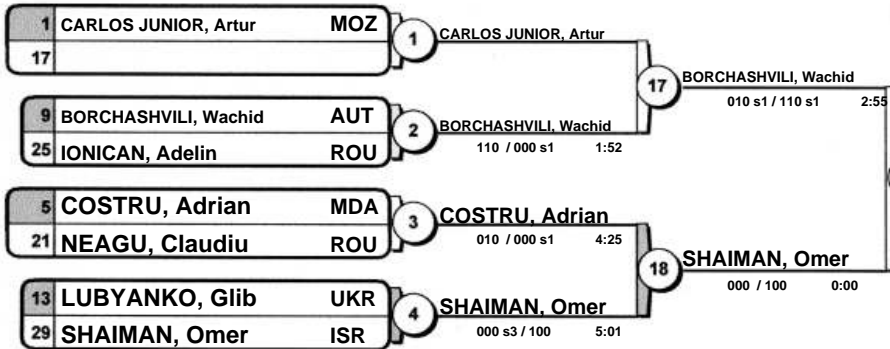 1 CARLOS JUNIOR, Artur MOZ
17
1
CARLOS JUNIOR, Artur
9 BORCHASHVILI, Wachid AUT
25 IONICAN, Adelin ROU
2
BORCHASHVILI, Wachid
110 / 000 s1 1:52
17
BORCHASHVILI, Wachid
010 s1 / 110 s1 2:55
5 COSTRU, Adrian MDA
21 NEAGU, Claudiu ROU
3
COSTRU, Adrian
010 / 000 s1 4:25
13 LUBYANKO, Glib UKR
29 SHAIMAN, Omer ISR
4
SHAIMAN, Omer
000 s3 / 100 5:01
18
SHAIMAN, Omer
000 / 100 0:00